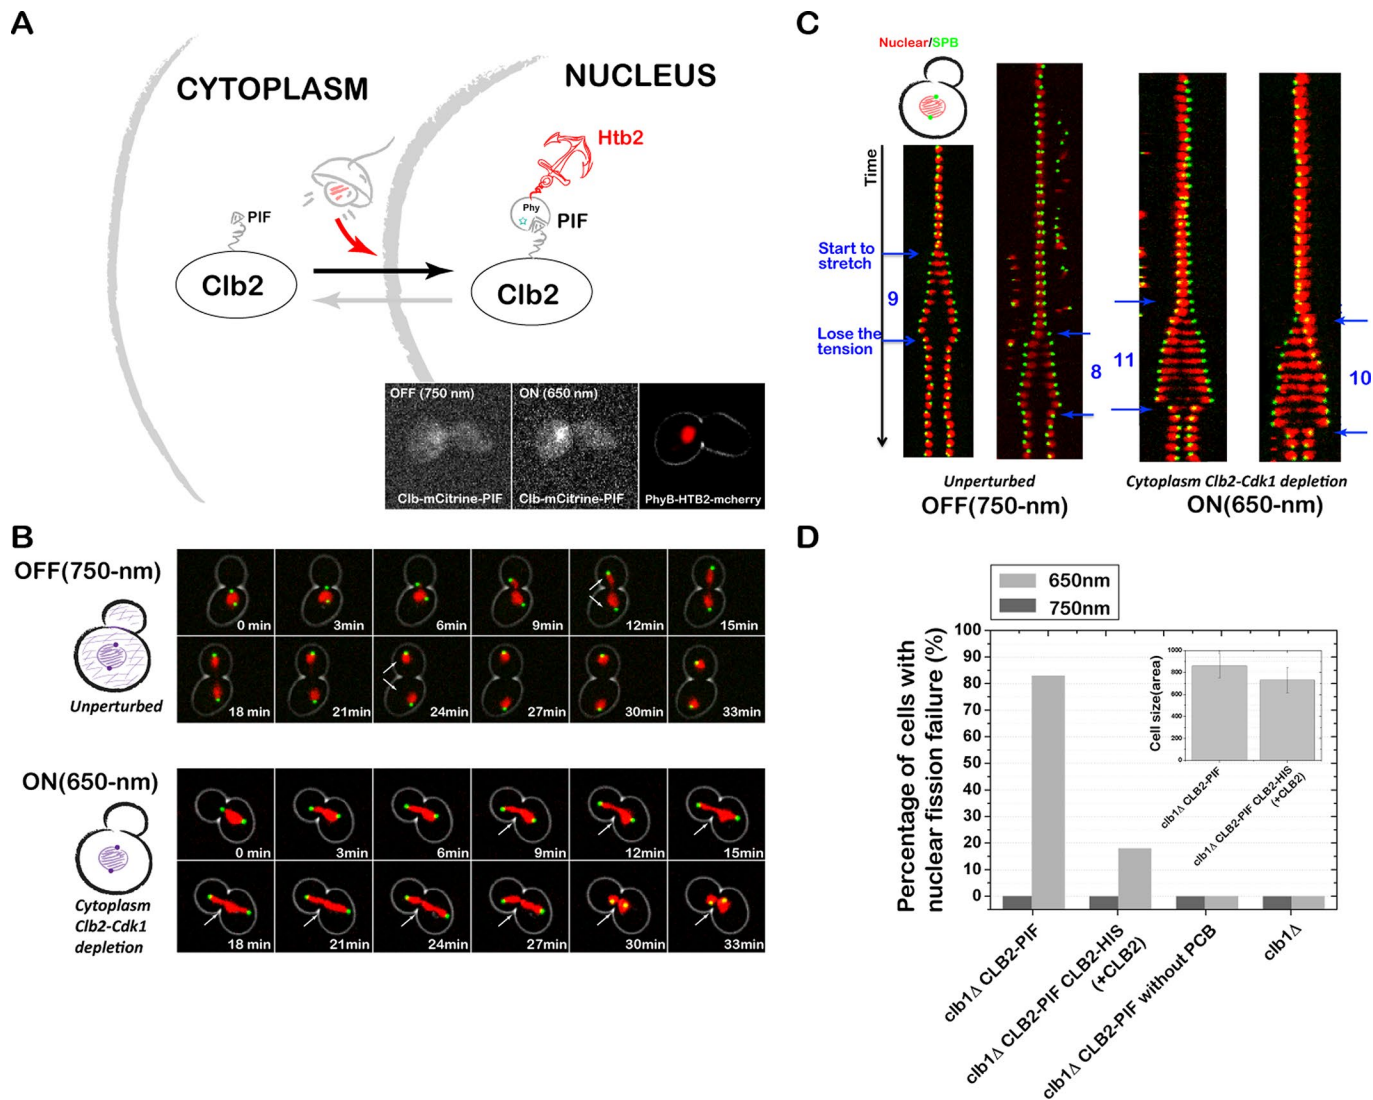 A
CYTOPLASM
NUCLEUS
Htb2
Phy
PIF
PIF
Clb2
Clb2
OFF (750 nm)
ON (650 nm)
Clb-mCitrine-PIF
Clb-mCitrine-PIF
PhyB-HTB2-mcherry
B
OFF(750-nm)
Unperturbed
0 min
3min
6min
9min
12min
15min
18 min
21min
24min
27min
30min
33min
ON(650-nm)
Cytoplasm
Clb2-Cdk1
depletion
0 min
3min
6min
9min
12min
15min
18 min
21min
24min
27min
30min
33min
C
Nuclear/SPB
Time
Start to
stretch
9
Lose the
tension
8
11
10
Unperturbed
OFF(750-nm)
Cytoplasm Clb2-Cdk1 depletion
ON(650-nm)
D
650nm
750nm
Percentage of cells with
nuclear fission failure (%)
100
90
80
70
60
50
40
30
20
10
0
clb1Δ CLB2-PIF
clb1Δ CLB2-PIF CLB2-HIS
(+CLB2)
clb1Δ CLB2-PIF without PCB
clb1Δ
Cell size(area)
1000
800
600
400
200
0
clb1Δ CLB2-PIF
clb1Δ CLB2-PIF CLB2-HIS
(+CLB2)